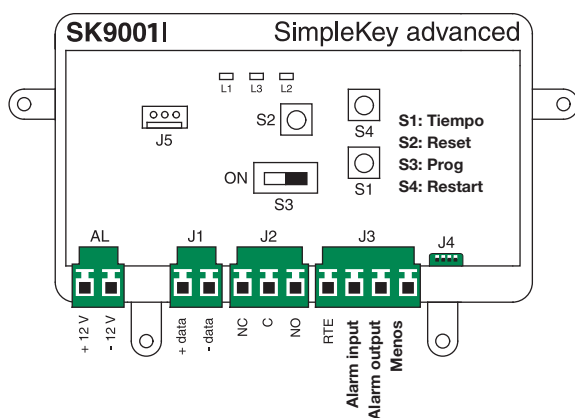 SK9001I SimpleKey advanced
L1 L3 L2
S2
S4
J5
S1: Tiempo
S2: Reset
S3: Prog
S4: Restart
ON
S3
S1
AL J1 J2 J3 J4
+ 12 V
- 12 V
+ data
- data
NC
C
NO
RTE
Alarm input
Alarm output
Menos